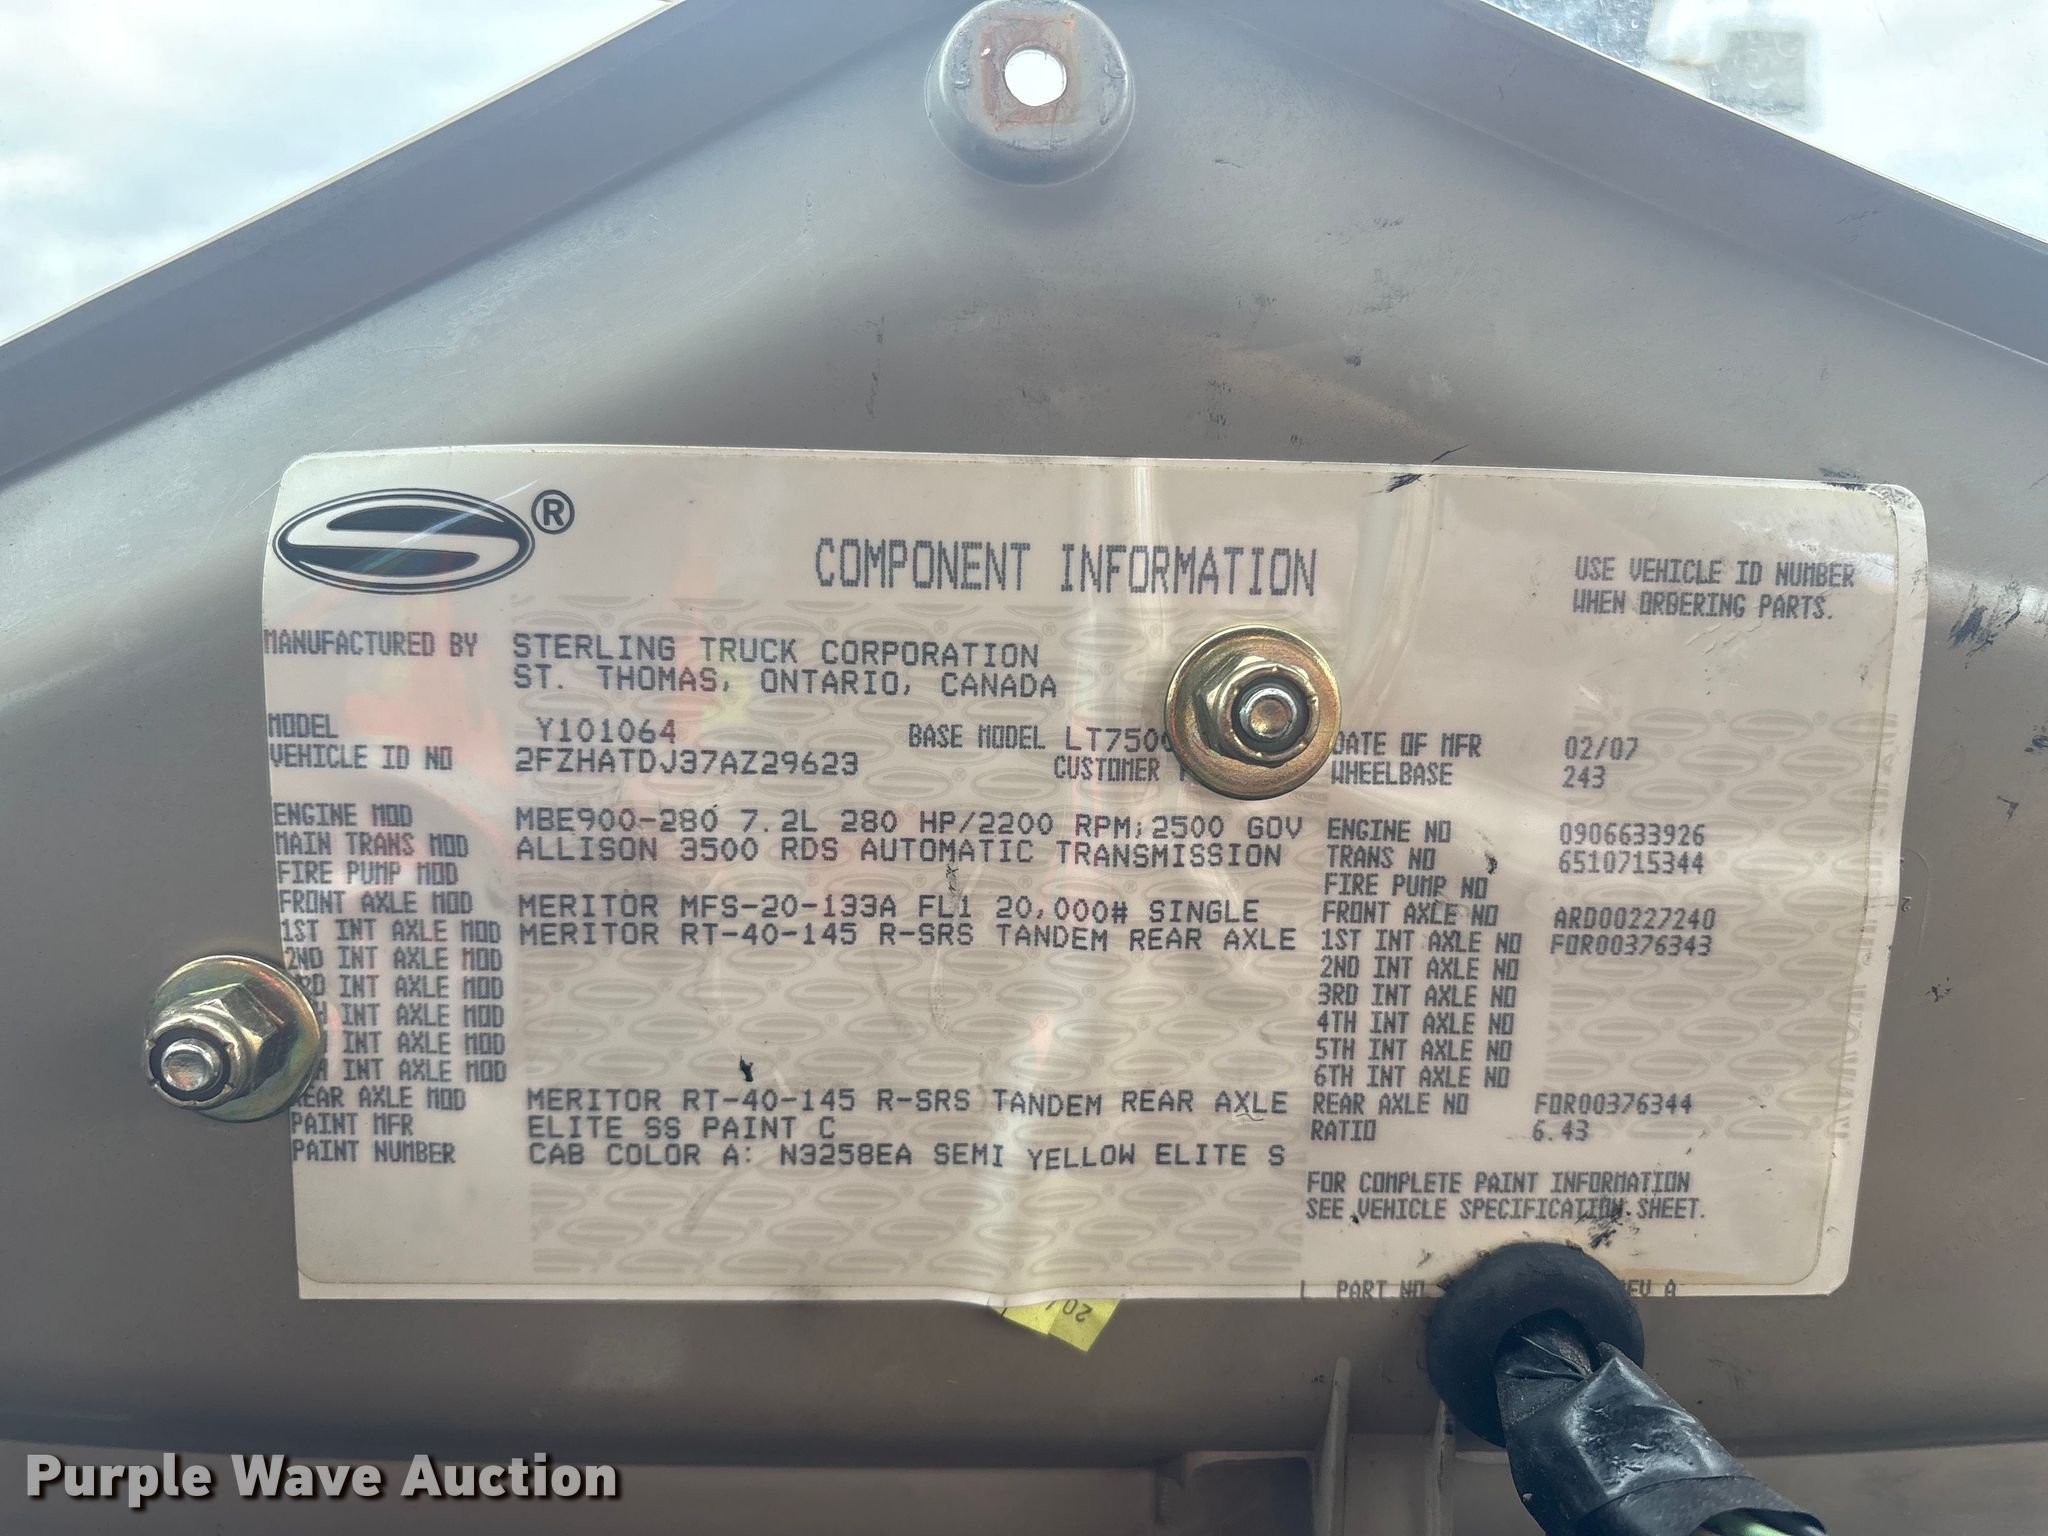 ®
COMPONENT INFORMATION
USE VEHICLE ID NUMBER
WHEN ORDERING PARTS.
MANUFACTURED BY STERLING TRUCK CORPORATION
ST. THOMAS, ONTARIO, CANADA
MODEL Y101064 BASE MODEL LT750 DATE OF MFR 02/07
VEHICLE ID NO 2FZHATDJ37AZ29623 CUSTOMER WHEELBASE 243
ENGINE MOD MBE900-280 7.2L 280 HP/2200 RPM; 2500 GOV ENGINE NO 0906633926
MAIN TRANS MOD ALLISON 3500 RDS AUTOMATIC TRANSMISSION TRANS NO 6510715344
FIRE PUMP MOD FIRE PUMP NO
FRONT AXLE MOD MERITOR MFS-20-133A FL1 20,000# SINGLE FRONT AXLE NO ARD00227240
1ST INT AXLE MOD MERITOR RT-40-145 R-SRS TANDEM REAR AXLE 1ST INT AXLE NO FOR00376343
2ND INT AXLE MOD 2ND INT AXLE NO
RD INT AXLE MOD 3RD INT AXLE NO
H INT AXLE MOD 4TH INT AXLE NO
INT AXLE MOD 5TH INT AXLE NO
H INT AXLE MOD 6TH INT AXLE NO
REAR AXLE MOD MERITOR RT-40-145 R-SRS TANDEM REAR AXLE REAR AXLE NO FOR00376344
PAINT MFR ELITE SS PAINT C RATIO 6.43
PAINT NUMBER CAB COLOR A: N3258EA SEMI YELLOW ELITE S
FOR COMPLETE PAINT INFORMATION
SEE VEHICLE SPECIFICATION SHEET.
PART NO. REV A
Purple Wave Auction